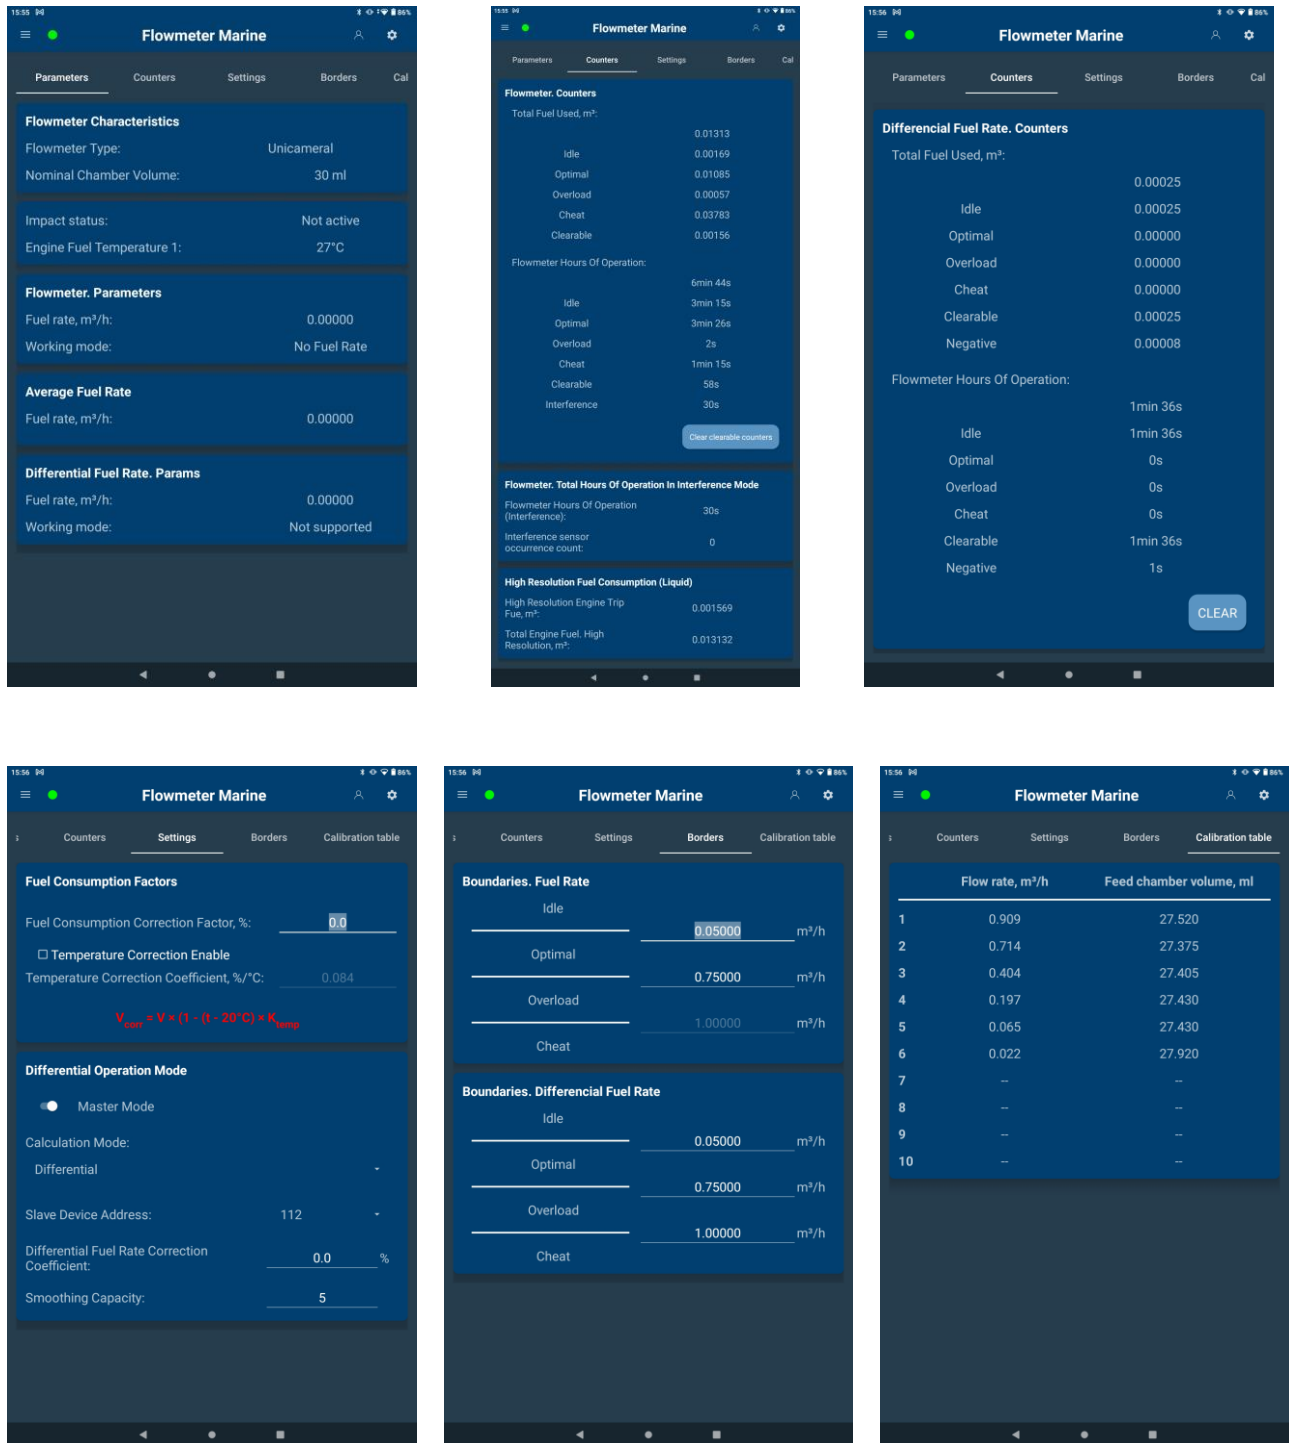 15:55 86%
Flowmeter Marine
Parameters Counters Settings Borders Cal
Flowmeter Characteristics
Flowmeter Type: Unicameral
Nominal Chamber Volume: 30 ml
Impact status: Not active
Engine Fuel Temperature 1: 27°C
Flowmeter. Parameters
Fuel rate, m³/h: 0.00000
Working mode: No Fuel Rate
Average Fuel Rate
Fuel rate, m³/h: 0.00000
Differential Fuel Rate. Params
Fuel rate, m³/h: 0.00000
Working mode: Not supported
15:55 86%
Flowmeter Marine
Parameters Counters Settings Borders Cal
Flowmeter. Counters
Total Fuel Used, m³:
0.01313
Idle 0.00169
Optimal 0.01085
Overload 0.00057
Cheat 0.03783
Clearable 0.00156
Flowmeter Hours Of Operation:
6min 44s
Idle 3min 15s
Optimal 3min 26s
Overload 2s
Cheat 1min 15s
Clearable 58s
Interference 30s
Clear clearable counters
Flowmeter. Total Hours Of Operation In Interference Mode
Flowmeter Hours Of Operation
(Interference): 30s
Interference sensor
occurrence count: 0
High Resolution Fuel Consumption (Liquid)
High Resolution Engine Trip
Fue, m³: 0.001569
Total Engine Fuel. High
Resolution, m³: 0.013132
15:56 86%
Flowmeter Marine
Parameters Counters Settings Borders Cal
Differencial Fuel Rate. Counters
Total Fuel Used, m³:
0.00025
Idle 0.00025
Optimal 0.00000
Overload 0.00000
Cheat 0.00000
Clearable 0.00025
Negative 0.00008
Flowmeter Hours Of Operation:
1min 36s
Idle 1min 36s
Optimal 0s
Overload 0s
Cheat 0s
Clearable 1min 36s
Negative 1s
CLEAR
15:56 86%
Flowmeter Marine
s Counters Settings Borders Calibration table
Fuel Consumption Factors
Fuel Consumption Correction Factor, %: 0.0
Temperature Correction Enable
Temperature Correction Coefficient, %/°C: 0.084
Vcorr = V × (1 - (t - 20°C) × Ktemp
Differential Operation Mode
Master Mode
Calculation Mode:
Differential
Slave Device Address: 112
Differential Fuel Rate Correction
Coefficient: 0.0 %
Smoothing Capacity: 5
15:56 86%
Flowmeter Marine
s Counters Settings Borders Calibration table
Boundaries. Fuel Rate
Idle
0.05000 m³/h
Optimal
0.75000 m³/h
Overload
1.00000 m³/h
Cheat
Boundaries. Differencial Fuel Rate
Idle
0.05000 m³/h
Optimal
0.75000 m³/h
Overload
1.00000 m³/h
Cheat
15:56 86%
Flowmeter Marine
s Counters Settings Borders Calibration table
Flow rate, m³/h Feed chamber volume, ml
1 0.909 27.520
2 0.714 27.375
3 0.404 27.405
4 0.197 27.430
5 0.065 27.430
6 0.022 27.920
7 -- --
8 -- --
9 -- --
10 -- --